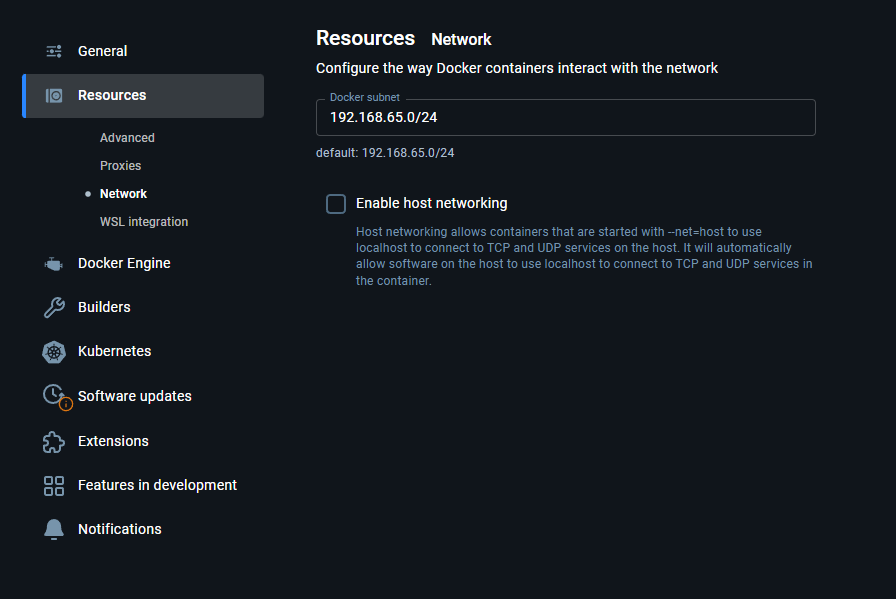 General
Resources
Advanced
Proxies
Network
WSL integration
Docker Engine
Builders
Kubernetes
Software updates
Extensions
Features in development
Notifications
Resources Network
Configure the way Docker containers interact with the network
Docker subnet
192.168.65.0/24
default: 192.168.65.0/24
Enable host networking
Host networking allows containers that are started with --net=host to use
localhost to connect to TCP and UDP services on the host. It will automatically
allow software on the host to use localhost to connect to TCP and UDP services in
the container.